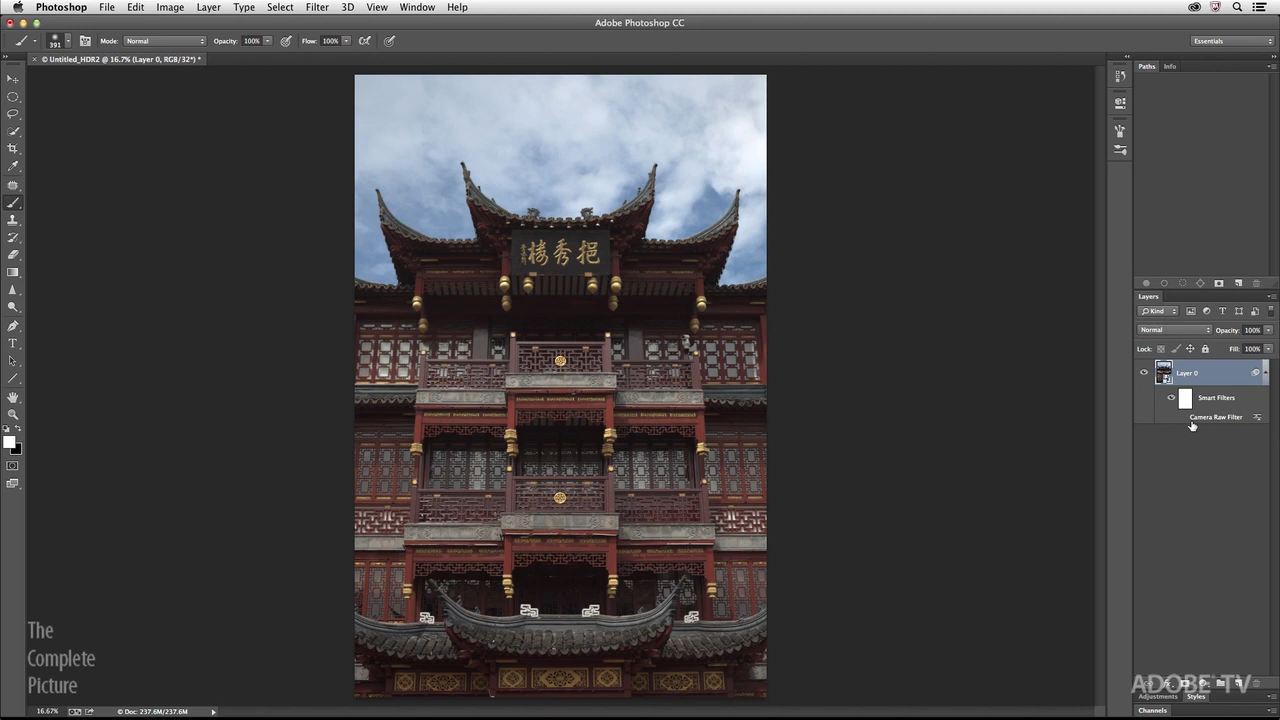 Photoshop File Edit Image Layer Type Select Filter 3D View Window Help
Adobe Photoshop CC
391 Mode: Normal Opacity: 100% Flow: 100% Essentials
× © Untitled_HDR2 @ 16.7% (Layer 0, RGB/32*) *
Paths Info
楼秀挹
Layers
Kind
Normal Opacity: 100%
Lock: Fill: 100%
Layer 0
Smart Filters
Camera Raw Filter
The
Complete
Picture
ADOBE TV
Adjustments Styles
16.67% © Doc: 237.6M/237.6M
Channels